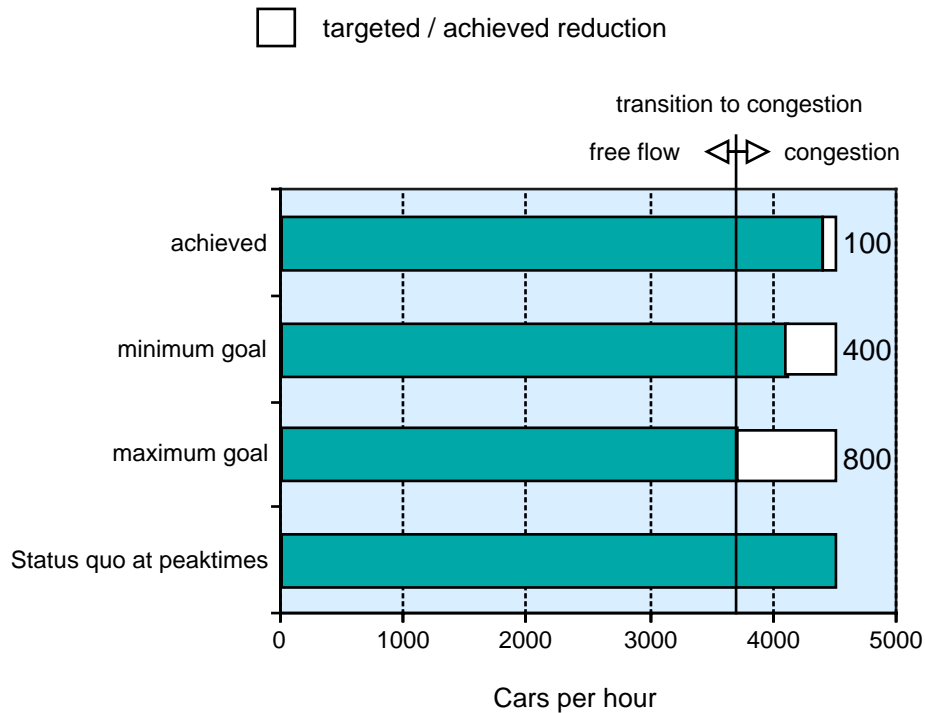 targeted / achieved reduction
transition to congestion
free flow
congestion
achieved
100
minimum goal
400
maximum goal
800
Status quo at peaktimes
0
1000
2000
3000
4000
5000
Cars per hour